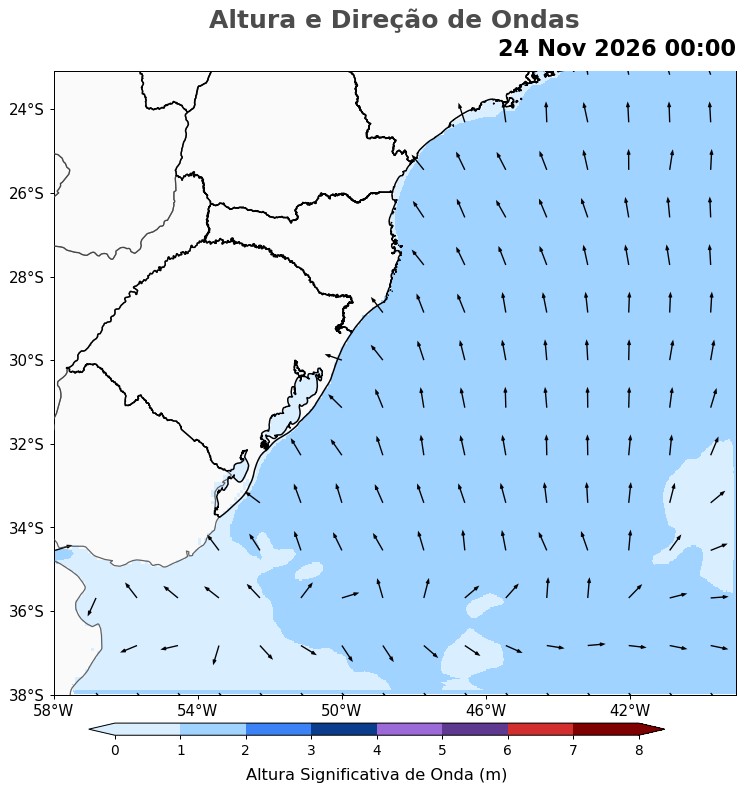 Altura e Direção de Ondas
24 Nov 2026 00:00
24°S
26°S
28°S
30°S
32°S
34°S
36°S
38°S
58°W 54°W 50°W 46°W 42°W
0 1 2 3 4 5 6 7 8
Altura Significativa de Onda (m)